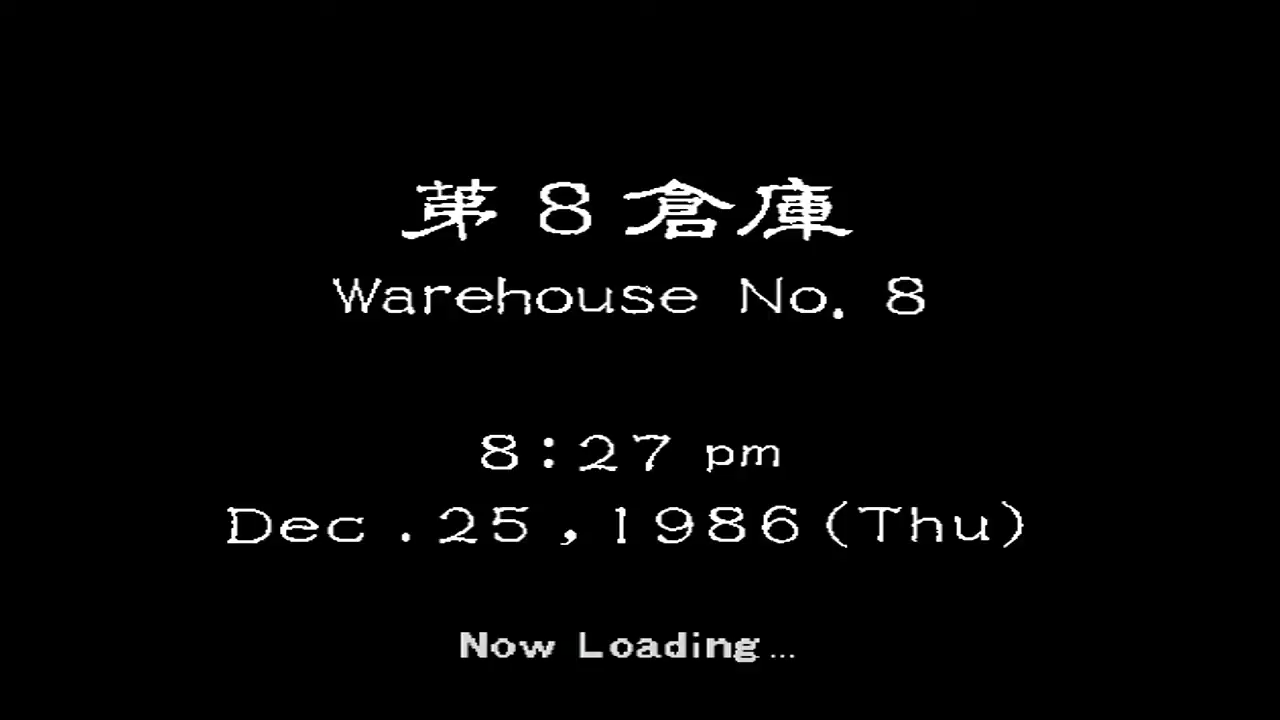 第8倉庫
Warehouse No. 8
8:27 pm
Dec .25,1986(Thu)
Now Loading...